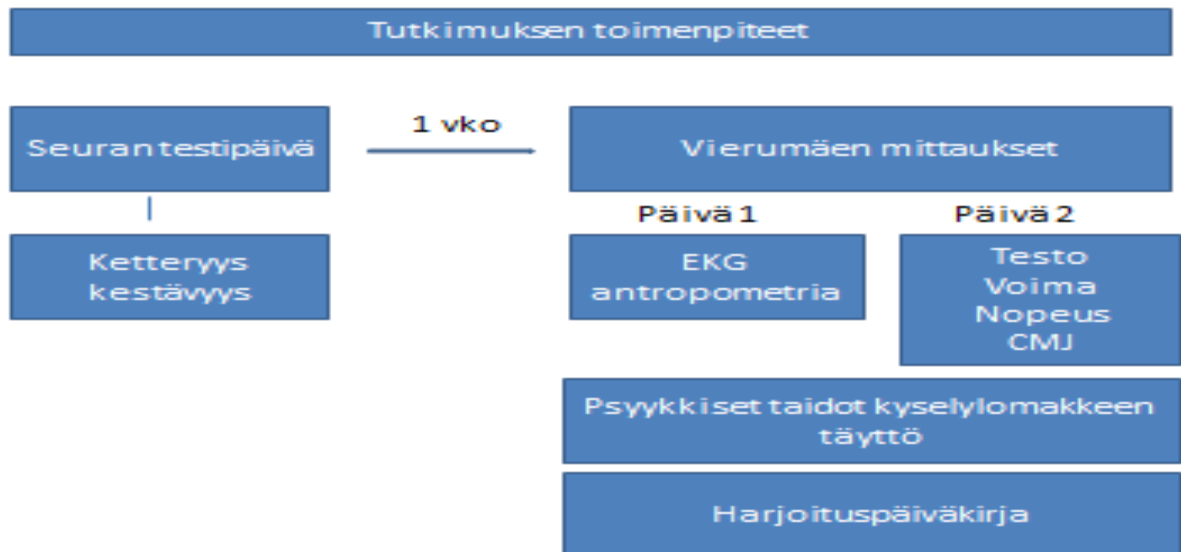 Tutkimuksen toimenpiteet
Seuran testipäivä
1 vko
Vierumäen mittaukset
Päivä 1
Päivä 2
Ketteryys
kestävyys
EKG
antropometria
Testo
Voima
Nopeus
CMJ
Psyykkiset taidot kyselylomakkeen
täyttö
Harjoituspäiväkirja